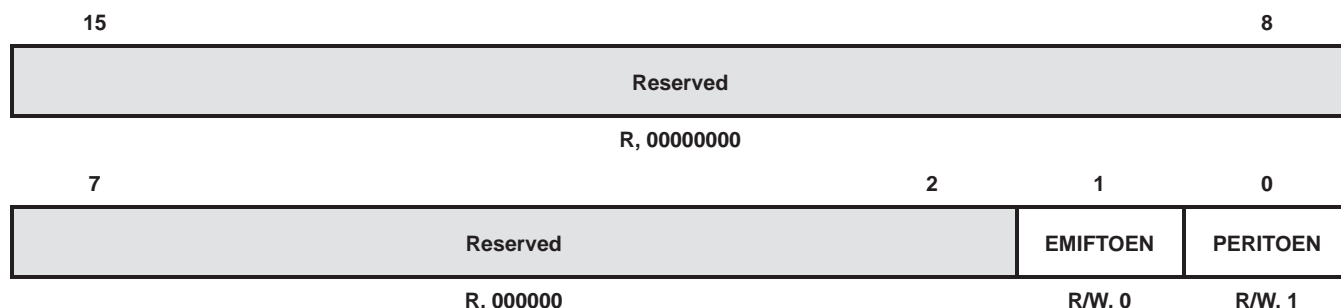 15 8
Reserved
R, 00000000
7 2 1 0
Reserved EMIFTOEN PERITOEN
R, 000000 R/W, 0 R/W, 1